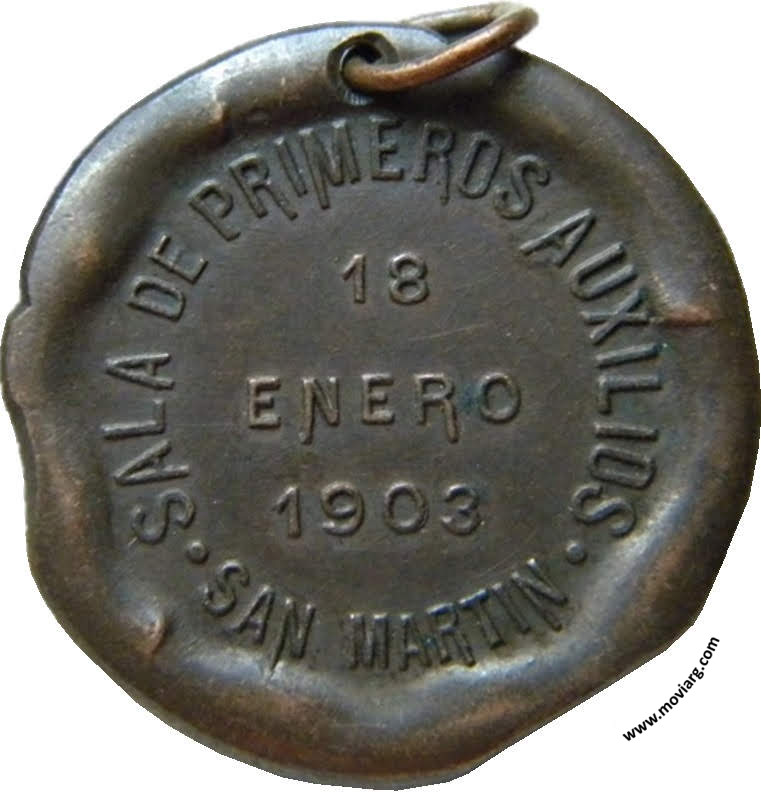 SALA DE PRIMEROS AUXILIOS
18
ENERO
1903
· SAN MARTIN ·
www.moviarg.com